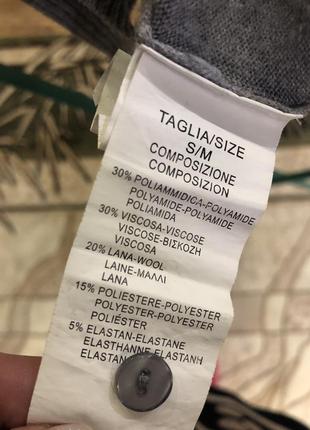 TAGLIA/SIZE
S/M
COMPOSIZIONE
COMPOSICION
30% POLIAMMIDICA-POLYAMIDE
POLYAMIDE-POLYAMIDE
POLIAMIDA
30% VISCOSA-VISCOSE
VISCOSE-ΒΙΣΚΟΖΗ
VISCOSA
20% LANA-WOOL
LAINE-ΜΑΛΛΙ
LANA
15% POLIESTERE-POLYESTER
POLYESTER-POLYESTER
POLIÉSTER
5% ELASTAN-ELASTANE
ELASTHANNE-ELASTANH
ELASTAN